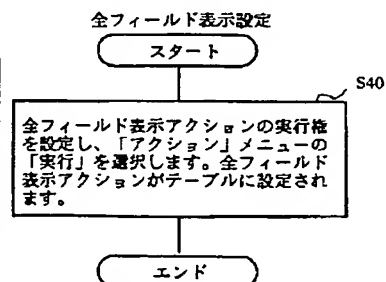 全フィールド表示設定
スタート
S40
全フィールド表示アクションの実行権
を設定し、「アクション」メニューの
「実行」を選択します。全フィールド
表示アクションがテーブルに設定され
ます。
エンド